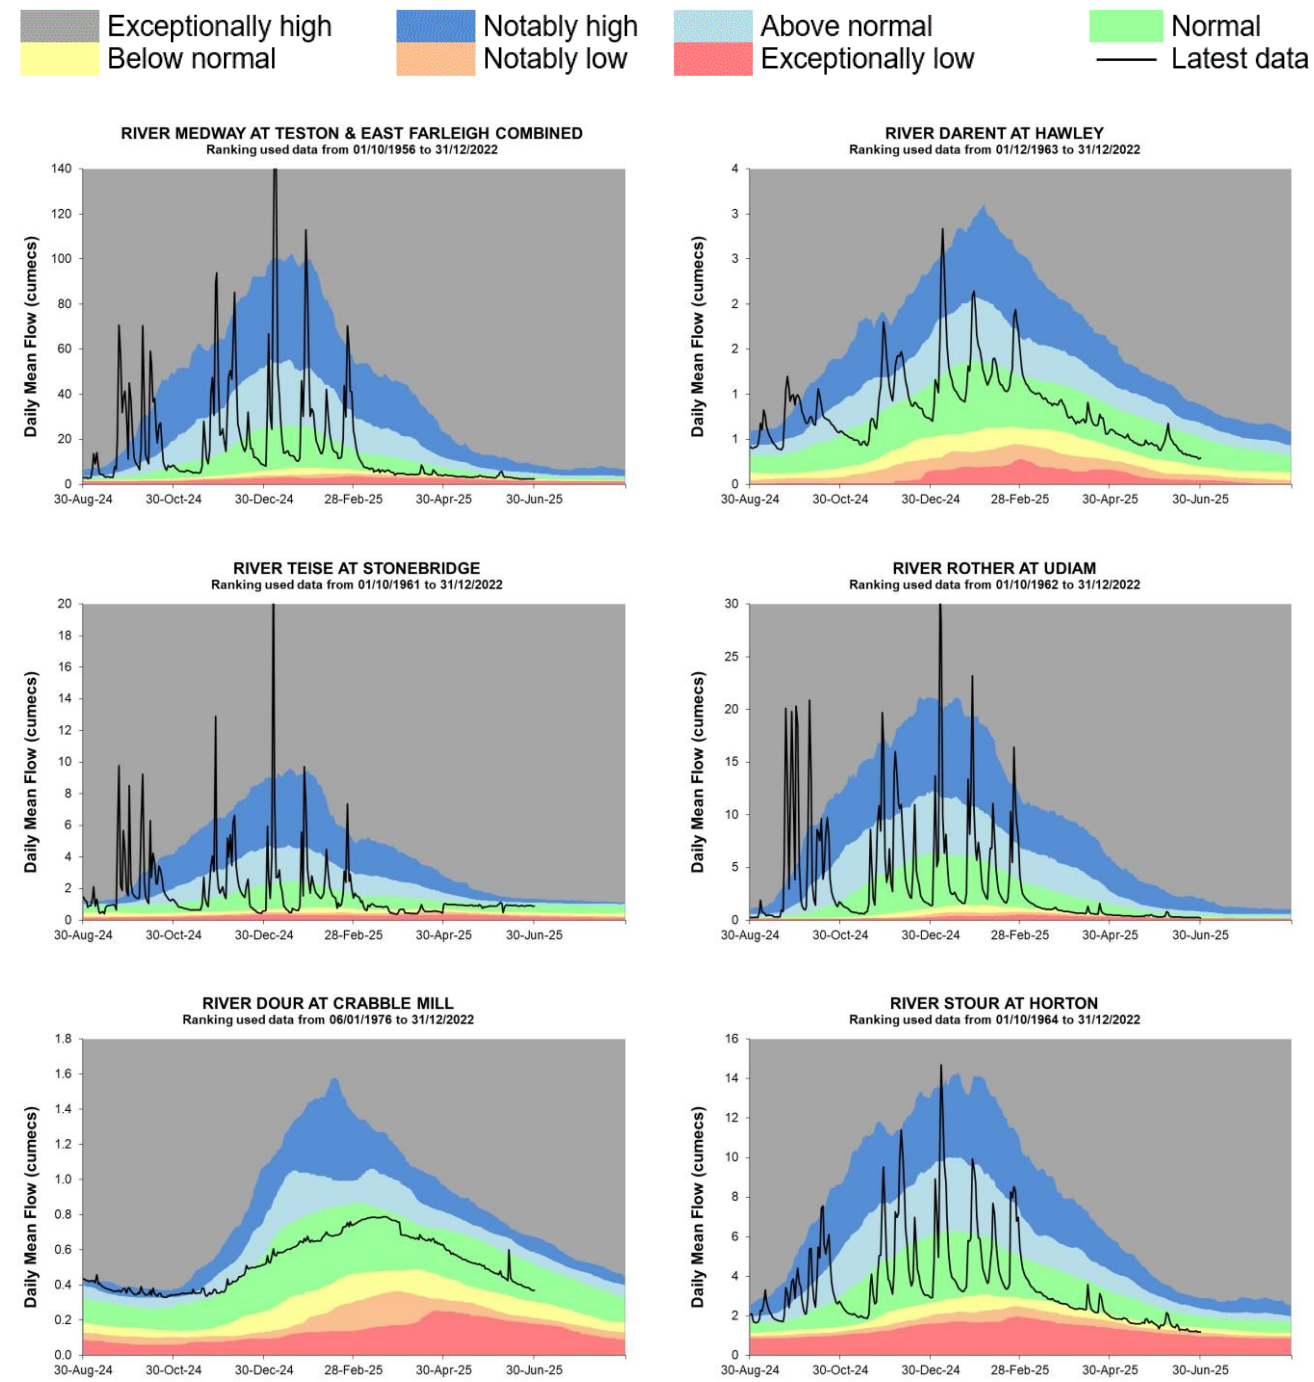 Exceptionally high Notably high Above normal Normal
Below normal Notably low Exceptionally low Latest data
RIVER MEDWAY AT TESTON & EAST FARLEIGH COMBINED
Ranking used data from 01/10/1956 to 31/12/2022
Daily Mean Flow (cumecs)
140
120
100
80
60
40
20
0
30-Aug-24 30-Oct-24 30-Dec-24 28-Feb-25 30-Apr-25 30-Jun-25
RIVER DARENT AT HAWLEY
Ranking used data from 01/12/1963 to 31/12/2022
Daily Mean Flow (cumecs)
4
3
3
2
2
1
1
0
30-Aug-24 30-Oct-24 30-Dec-24 28-Feb-25 30-Apr-25 30-Jun-25
RIVER TEISE AT STONEBRIDGE
Ranking used data from 01/10/1961 to 31/12/2022
Daily Mean Flow (cumecs)
20
18
16
14
12
10
8
6
4
2
0
30-Aug-24 30-Oct-24 30-Dec-24 28-Feb-25 30-Apr-25 30-Jun-25
RIVER ROTHER AT UDIAM
Ranking used data from 01/10/1962 to 31/12/2022
Daily Mean Flow (cumecs)
30
25
20
15
10
5
0
30-Aug-24 30-Oct-24 30-Dec-24 28-Feb-25 30-Apr-25 30-Jun-25
RIVER DOUR AT CRABBLE MILL
Ranking used data from 06/01/1976 to 31/12/2022
Daily Mean Flow (cumecs)
1.8
1.6
1.4
1.2
1.0
0.8
0.6
0.4
0.2
0.0
30-Aug-24 30-Oct-24 30-Dec-24 28-Feb-25 30-Apr-25 30-Jun-25
RIVER STOUR AT HORTON
Ranking used data from 01/10/1964 to 31/12/2022
Daily Mean Flow (cumecs)
16
14
12
10
8
6
4
2
0
30-Aug-24 30-Oct-24 30-Dec-24 28-Feb-25 30-Apr-25 30-Jun-25